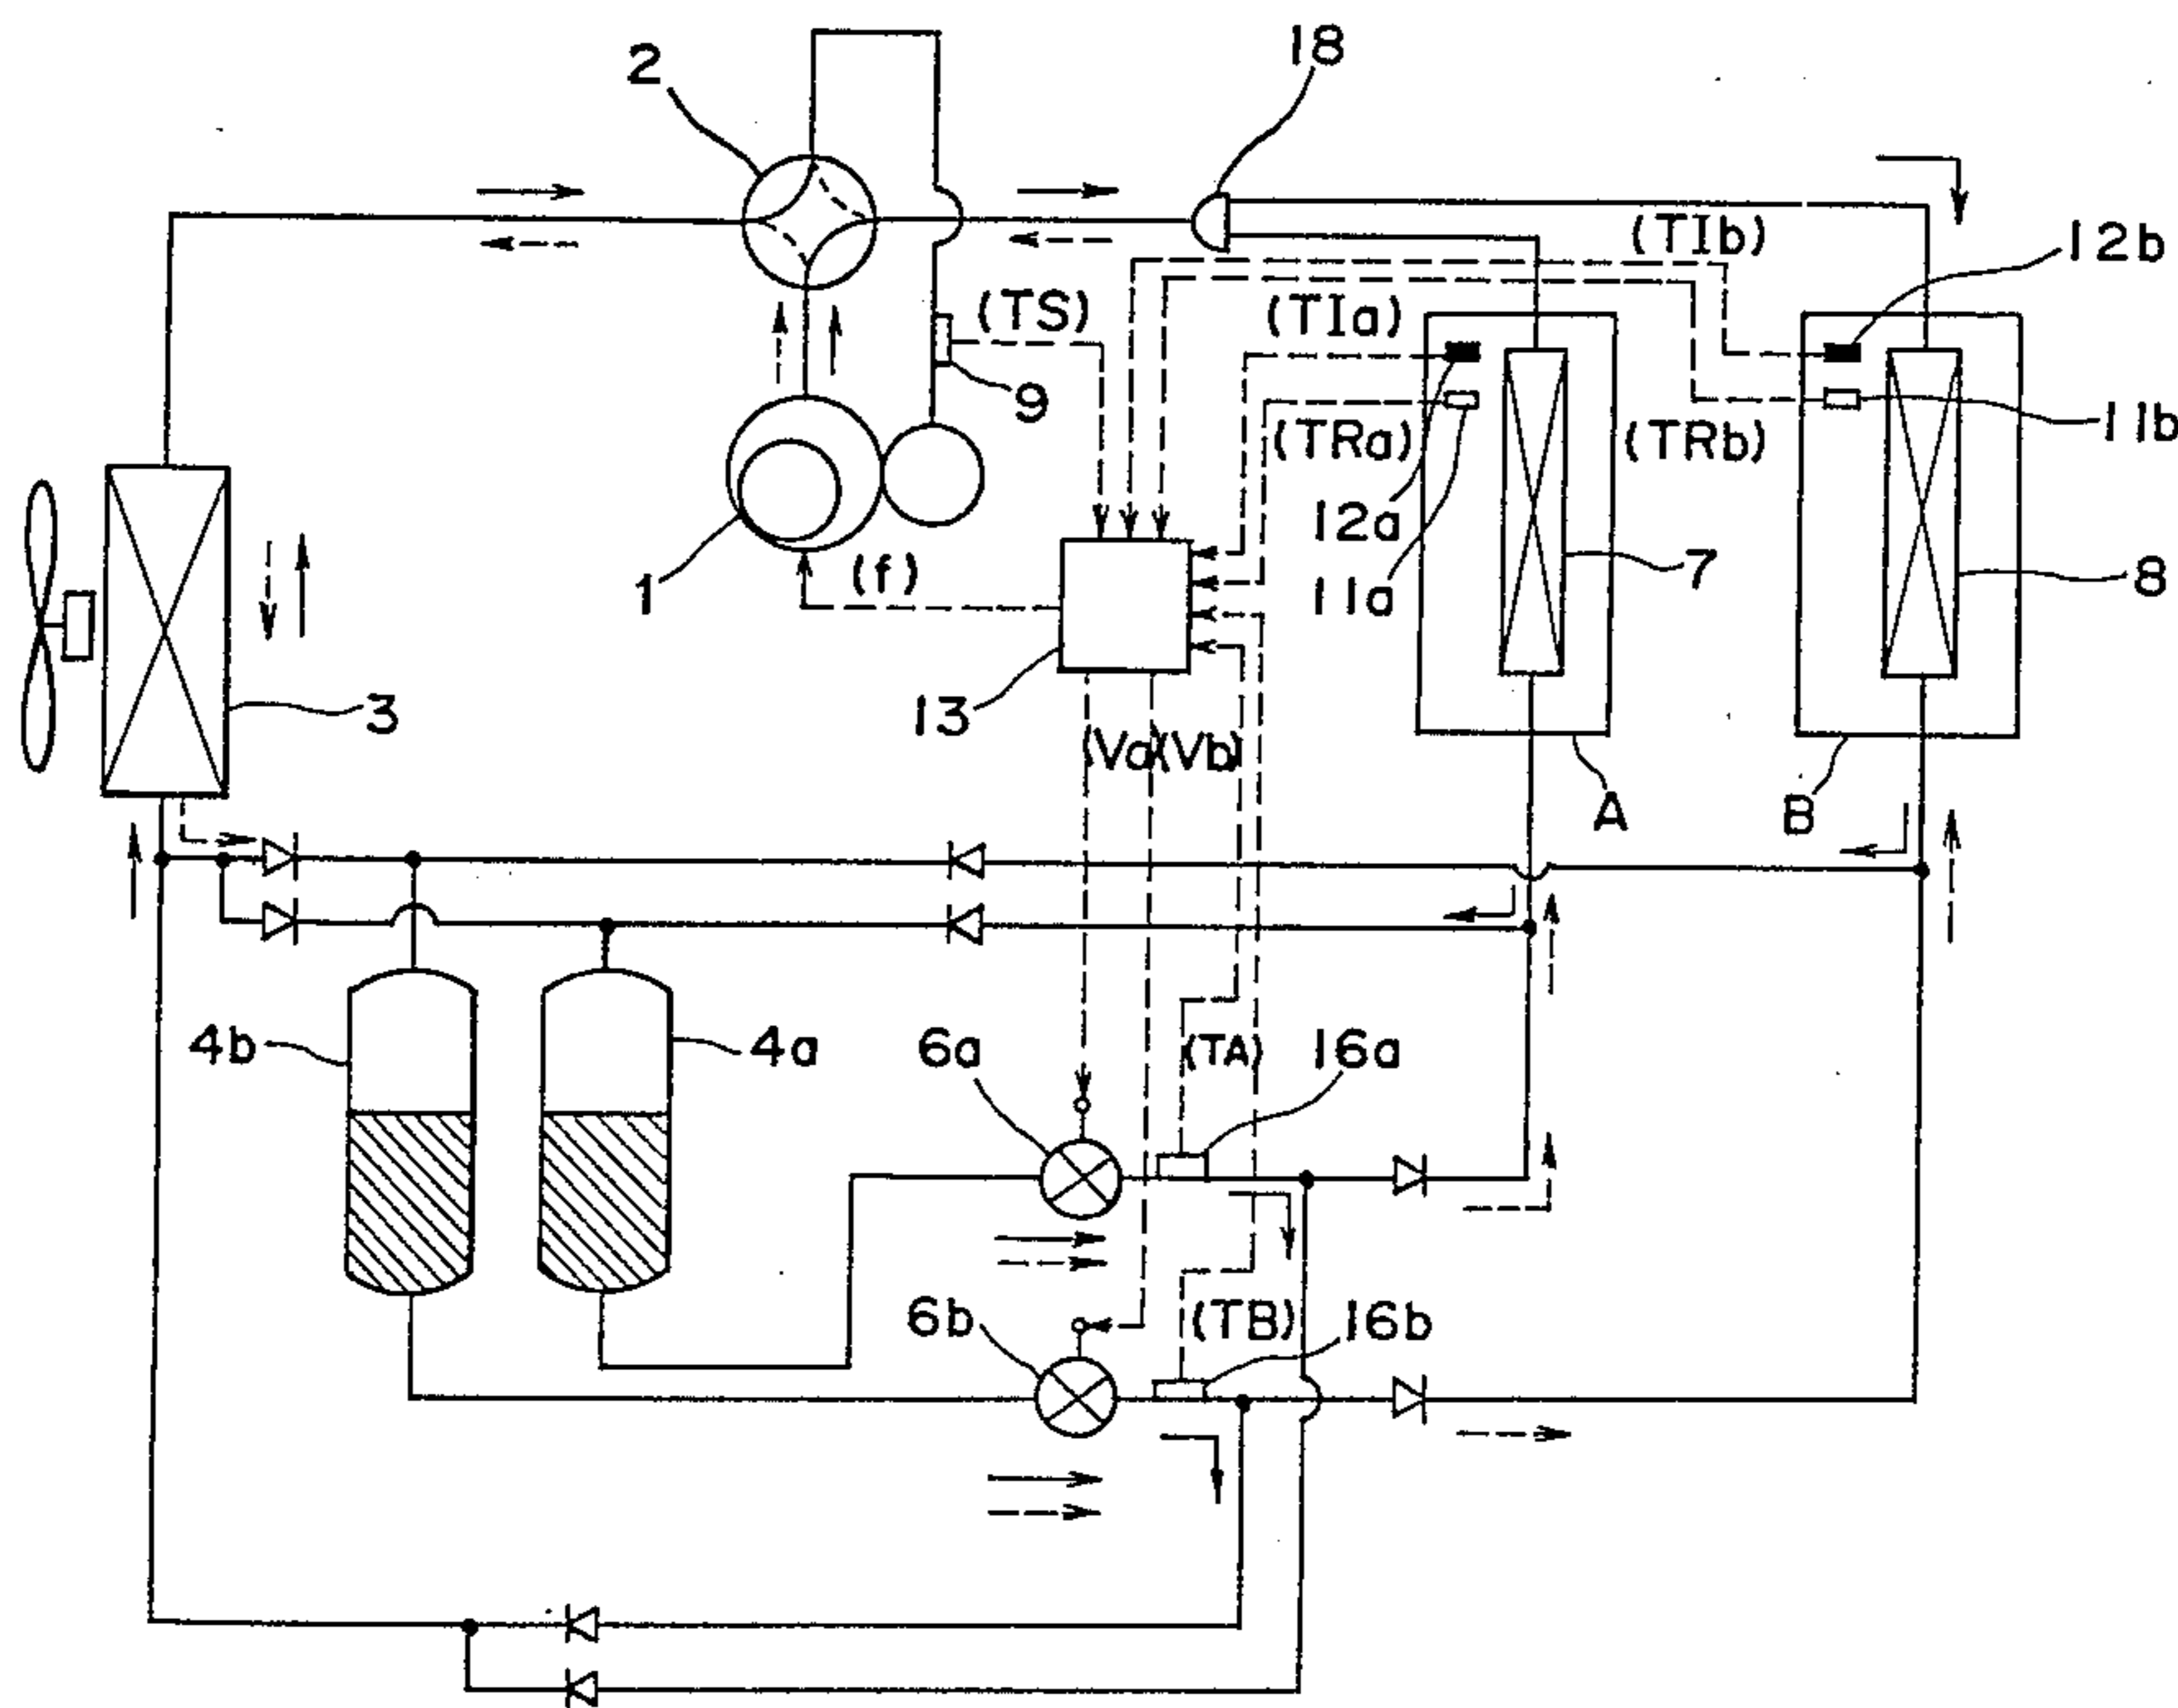 18
2
(TIb)
12b
(TS)
(TIa)
9
(TRa)
(TRb)
11b
12a
1
(f)
11a
7
8
3
13
(Va)
(Vb)
A
B
4b
4a
6a
(TA)
16a
6b
(TB)
16b